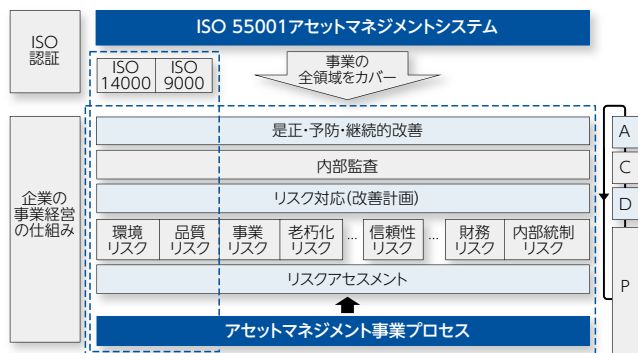 ISO
認証
ISO 55001アセットマネジメントシステム
ISO
14000
ISO
9000
事業の
全領域をカバー
企業の
事業経営
の仕組み
是正・予防・継続的改善
内部監査
リスク対応(改善計画)
環境
リスク
品質
リスク
事業
リスク
老朽化
リスク
...
信頼性
リスク
...
財務
リスク
内部統制
リスク
リスクアセスメント
アセットマネジメント事業プロセス
A
C
D
P